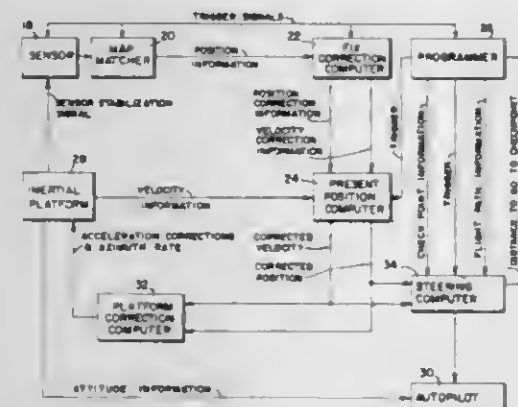 TRIGGER SIGNALS
18
SENSOR
20
MAP
MATCHER
POSITION
INFORMATION
22
FIX
CORRECTION
COMPUTER
26
PROGRAMMER
SENSOR STABILIZATION
SIGNAL
POSITION
CORRECTION
INFORMATION
VELOCITY
CORRECTION
INFORMATION
TRIGGER
CHECK POINT INFORMATION
TRIGGER
FLIGHT PATH INFORMATION
DISTANCE TO GO TO CHECKPOINT
28
INERTIAL
PLATFORM
VELOCITY
INFORMATION
24
PRESENT
POSITION
COMPUTER
ACCELERATION CORRECTIONS
& AZIMUTH RATE
CORRECTED
VELOCITY
CORRECTED
POSITION
32
PLATFORM
CORRECTION
COMPUTER
34
STEERING
COMPUTER
ATTITUDE INFORMATION
30
AUTOPILOT